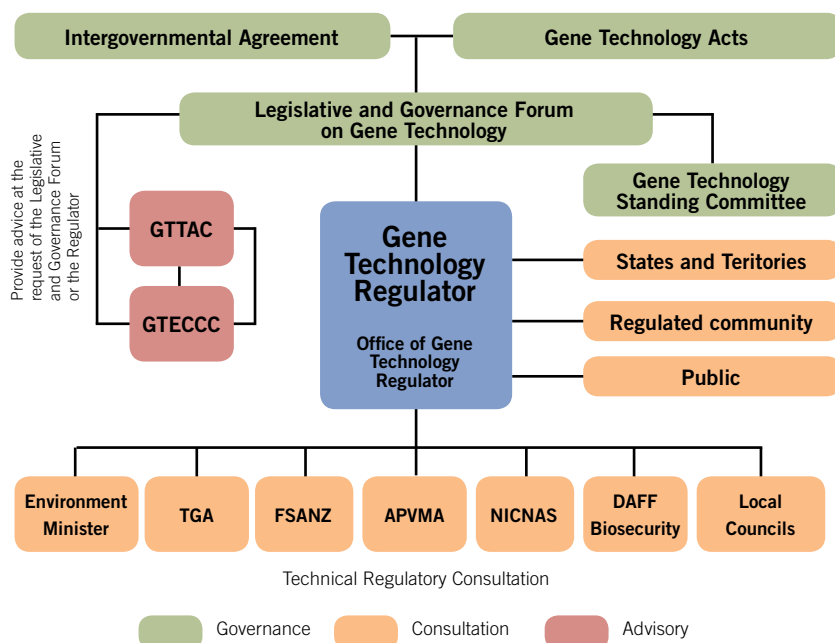 Intergovernmental Agreement
Gene Technology Acts
Legislative and Governance Forum
on Gene Technology
Provide advice at the
request of the Legislative
and Governance Forum
or the Regulator
GTTAC
GTECCC
Gene
Technology
Regulator
Office of Gene
Technology
Regulator
Gene Technology
Standing Committee
States and Teritories
Regulated community
Public
Environment
Minister
TGA
FSANZ
APVMA
NICNAS
DAFF
Biosecurity
Local
Councils
Technical Regulatory Consultation
Governance
Consultation
Advisory